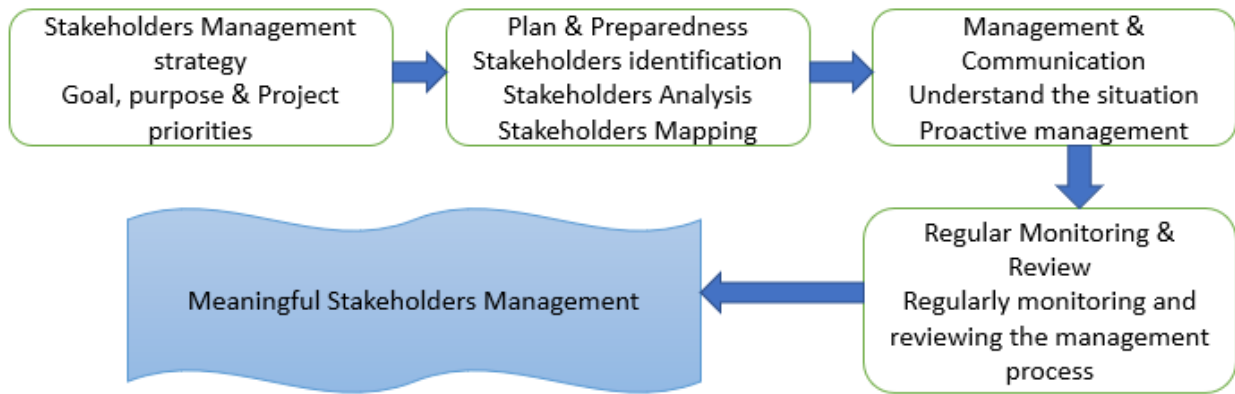 Stakeholders Management
strategy
Goal, purpose & Project
priorities
Plan & Preparedness
Stakeholders identification
Stakeholders Analysis
Stakeholders Mapping
Management &
Communication
Understand the situation
Proactive management
Regular Monitoring &
Review
Regularly monitoring and
reviewing the management
process
Meaningful Stakeholders Management